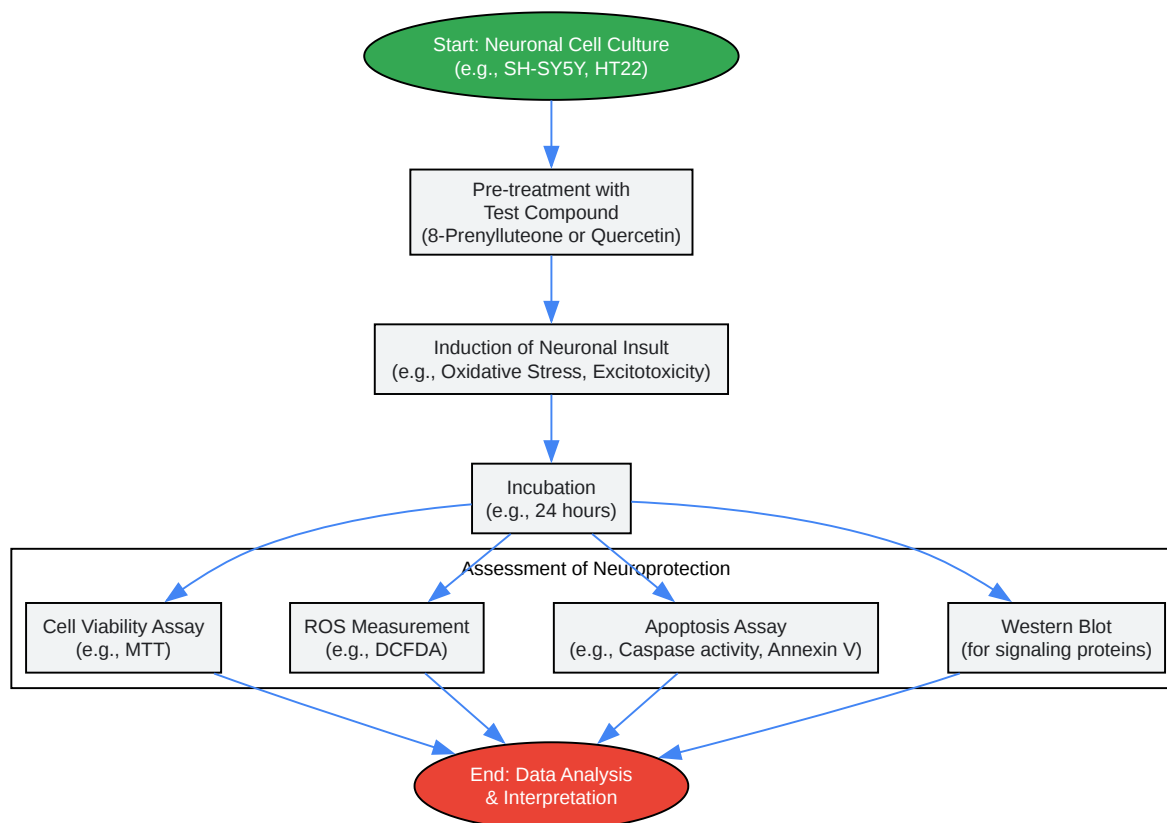 Start: Neuronal Cell Culture
(e.g., SH-SY5Y, HT22)
Pre-treatment with
Test Compound
(8-Prenylluteone or Quercetin)
Induction of Neuronal Insult
(e.g., Oxidative Stress, Excitotoxicity)
Incubation
(e.g., 24 hours)
Assessment of Neuroprotection
Cell Viability Assay
(e.g., MTT)
ROS Measurement
(e.g., DCFDA)
Apoptosis Assay
(e.g., Caspase activity, Annexin V)
Western Blot
(for signaling proteins)
End: Data Analysis
& Interpretation